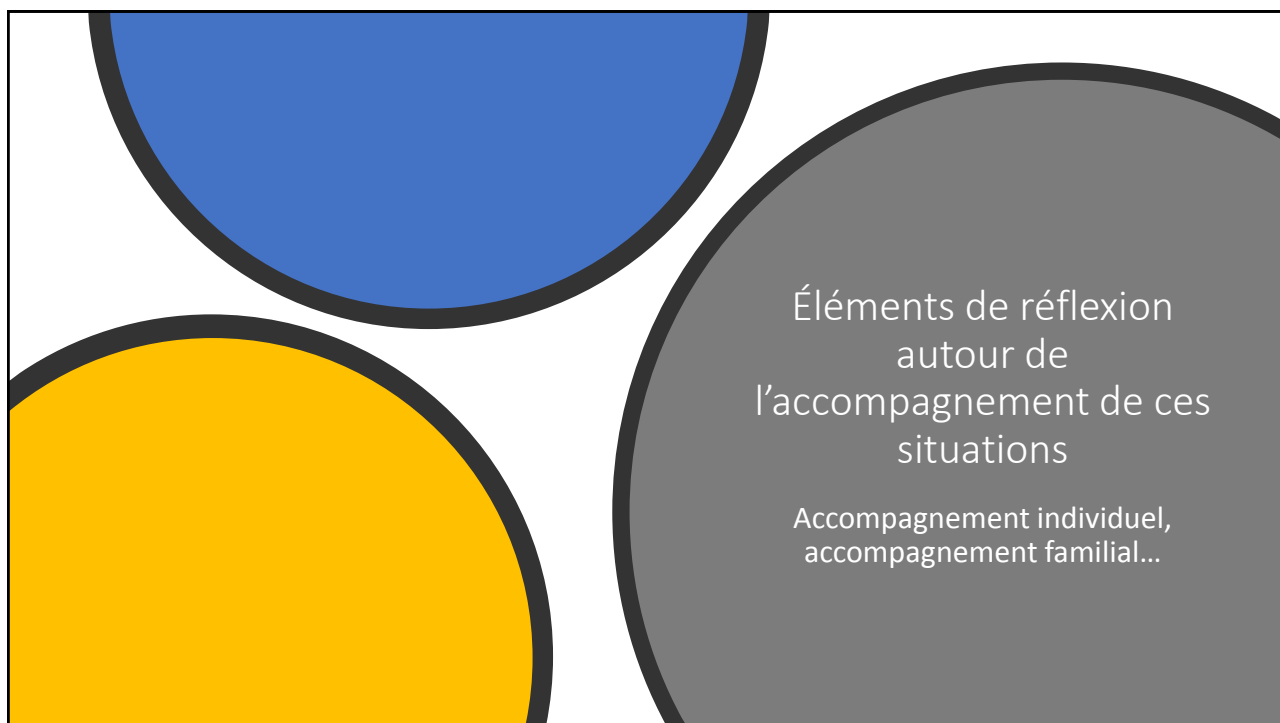 Éléments de réflexion
autour de
l’accompagnement de ces
situations
Accompagnement individuel,
accompagnement familial…